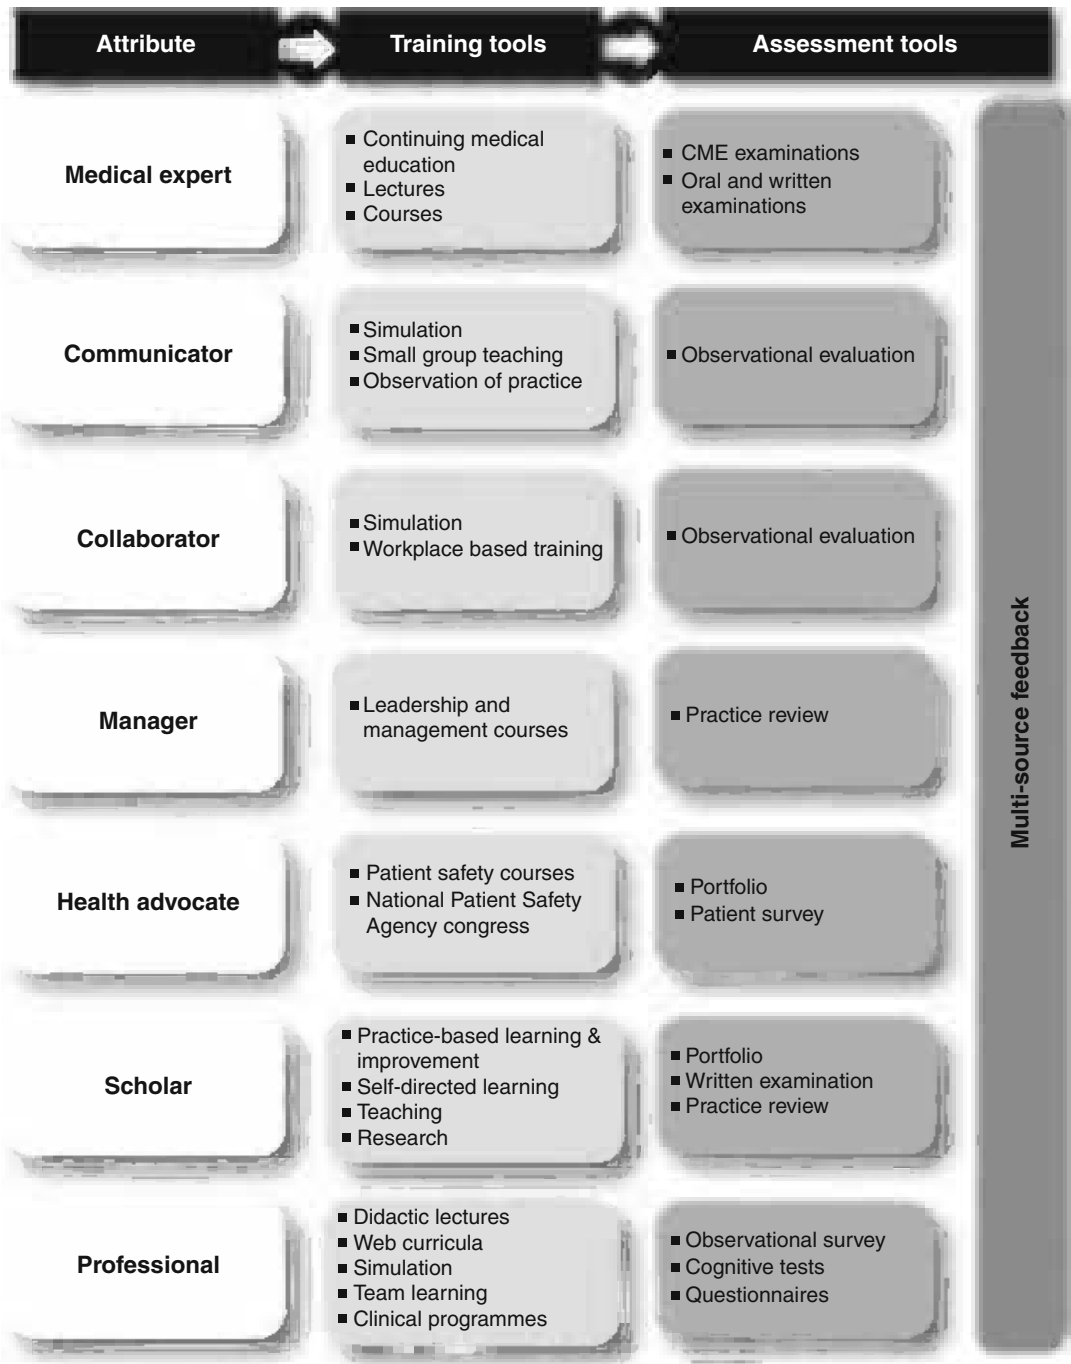 Attribute
Training tools
Assessment tools
Medical expert
▪ Continuing medical
education
▪ Lectures
▪ Courses
▪ CME examinations
▪ Oral and written
examinations
Communicator
▪ Simulation
▪ Small group teaching
▪ Observation of practice
▪ Observational evaluation
Collaborator
▪ Simulation
▪ Workplace based training
▪ Observational evaluation
Manager
▪ Leadership and
management courses
▪ Practice review
Health advocate
▪ Patient safety courses
▪ National Patient Safety
Agency congress
▪ Portfolio
▪ Patient survey
Scholar
▪ Practice-based learning &
improvement
▪ Self-directed learning
▪ Teaching
▪ Research
▪ Portfolio
▪ Written examination
▪ Practice review
Professional
▪ Didactic lectures
▪ Web curricula
▪ Simulation
▪ Team learning
▪ Clinical programmes
▪ Observational survey
▪ Cognitive tests
▪ Questionnaires
Multi-source feedback